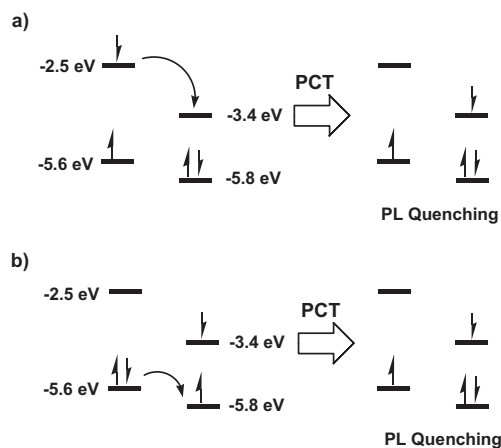 a)
-2.5 eV
PCT
-3.4 eV
-5.6 eV
-5.8 eV
PL Quenching
b)
-2.5 eV
PCT
-3.4 eV
-5.6 eV
-5.8 eV
PL Quenching